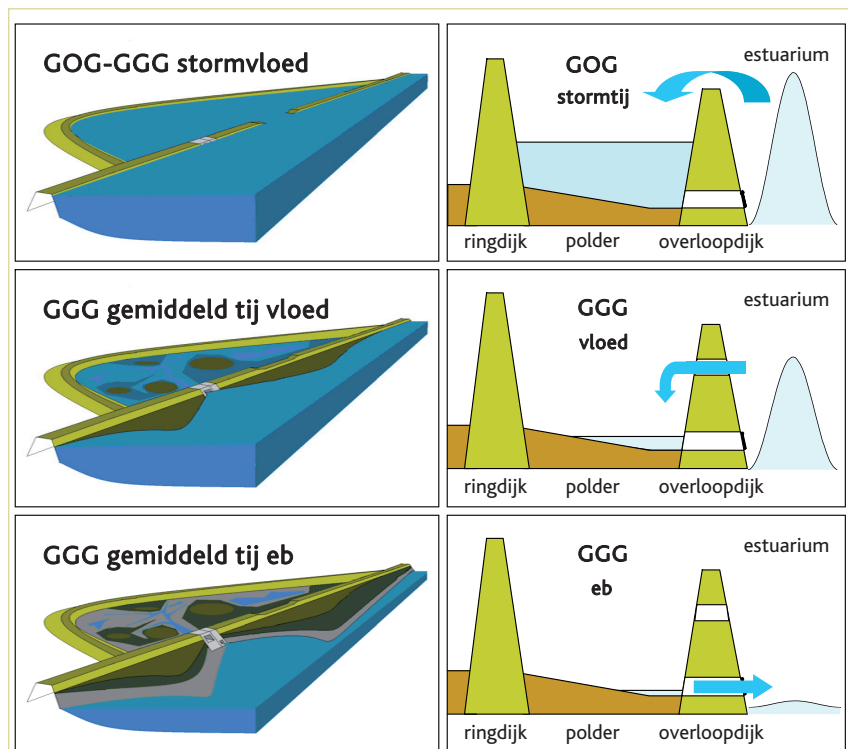 GOG-GGG stormvloed
GOG
stormtij
estuarium
ringdijk polder overloopdijk
GGG gemiddeld tij vloed
GGG
vloed
estuarium
ringdijk polder overloopdijk
GGG gemiddeld tij eb
GGG
eb
estuarium
ringdijk polder overloopdijk